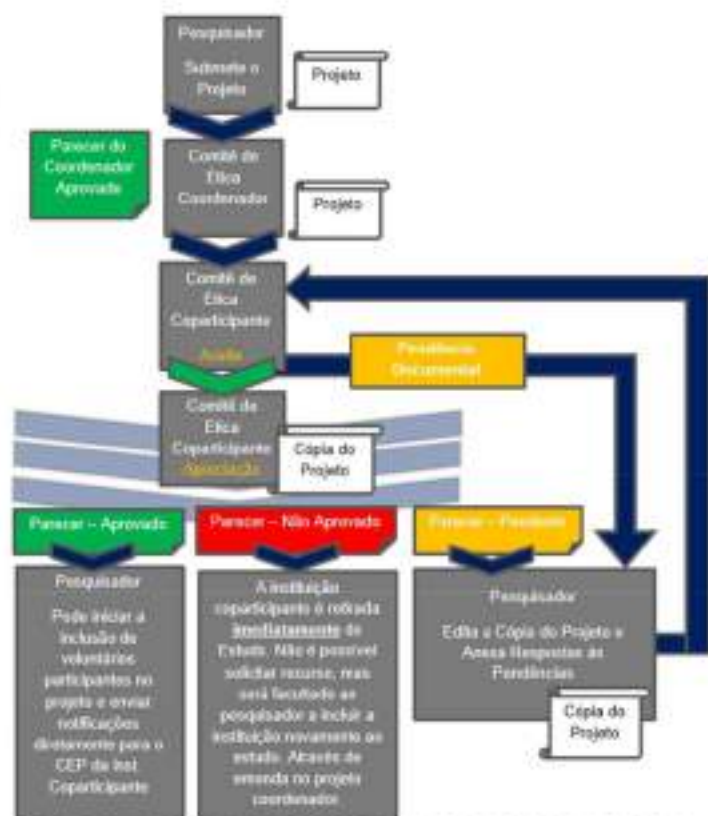 Pesquisador
Submete o
Projeto
Projeto
Parecer do
Coordenador
Aprovado
Comitê de
Ética
Coordenador
Projeto
Comitê de
Ética
Coparticipante
Aceite
Pendência
Documental
Comitê de
Ética
Coparticipante
Apreciação
Cópia do
Projeto
Parecer – Aprovado
Parecer – Não Aprovado
Parecer – Pendente
Pesquisador
Pode iniciar a
inclusão de
voluntários
participantes no
projeto e enviar
notificações
diretamente para o
CEP da Inst
Coparticipante
A instituição
coparticipante é retirada
imediatamente do
Estudo. Não é possível
solicitar recurso, mas
será facultado ao
pesquisador a incluir a
instituição novamente ao
estudo. Através de
emenda no projeto
coordenador
Pesquisador
Edita a Cópia do Projeto e
Anexa Respostas às
Pendências
Cópia do
Projeto